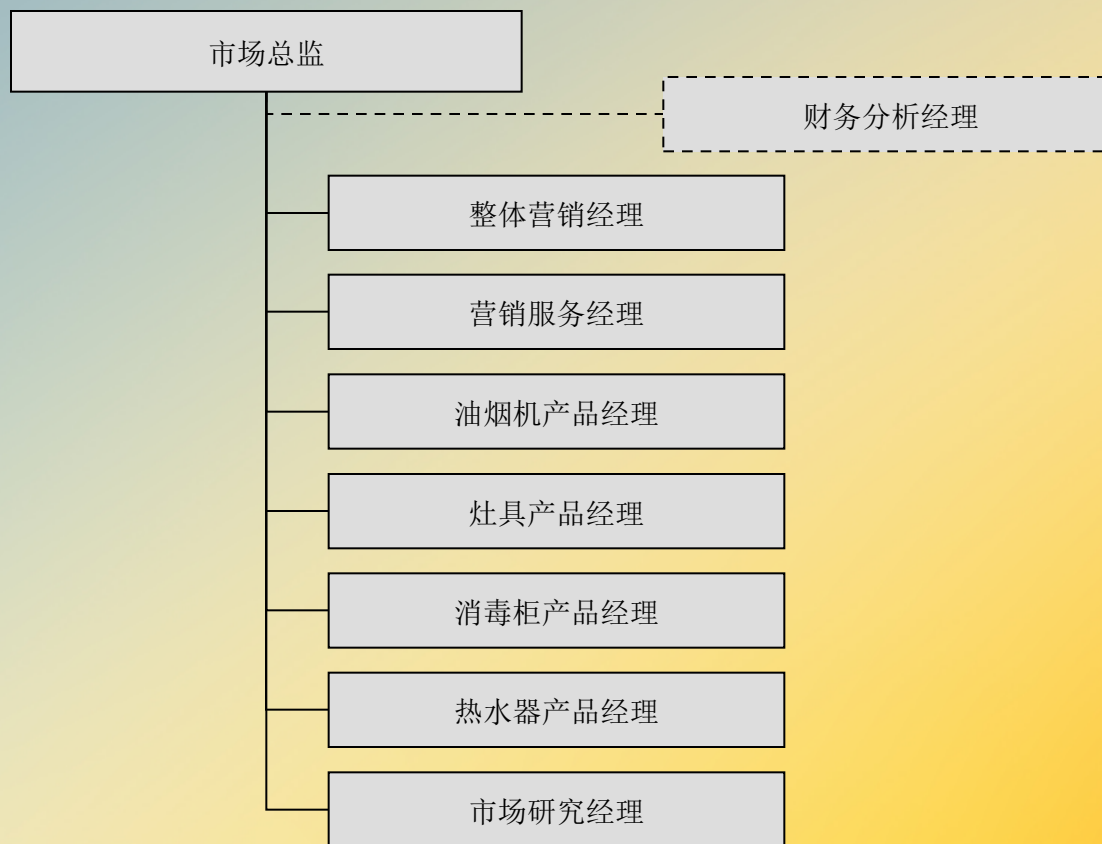 市场总监
财务分析经理
整体营销经理
营销服务经理
油烟机产品经理
灶具产品经理
消毒柜产品经理
热水器产品经理
市场研究经理